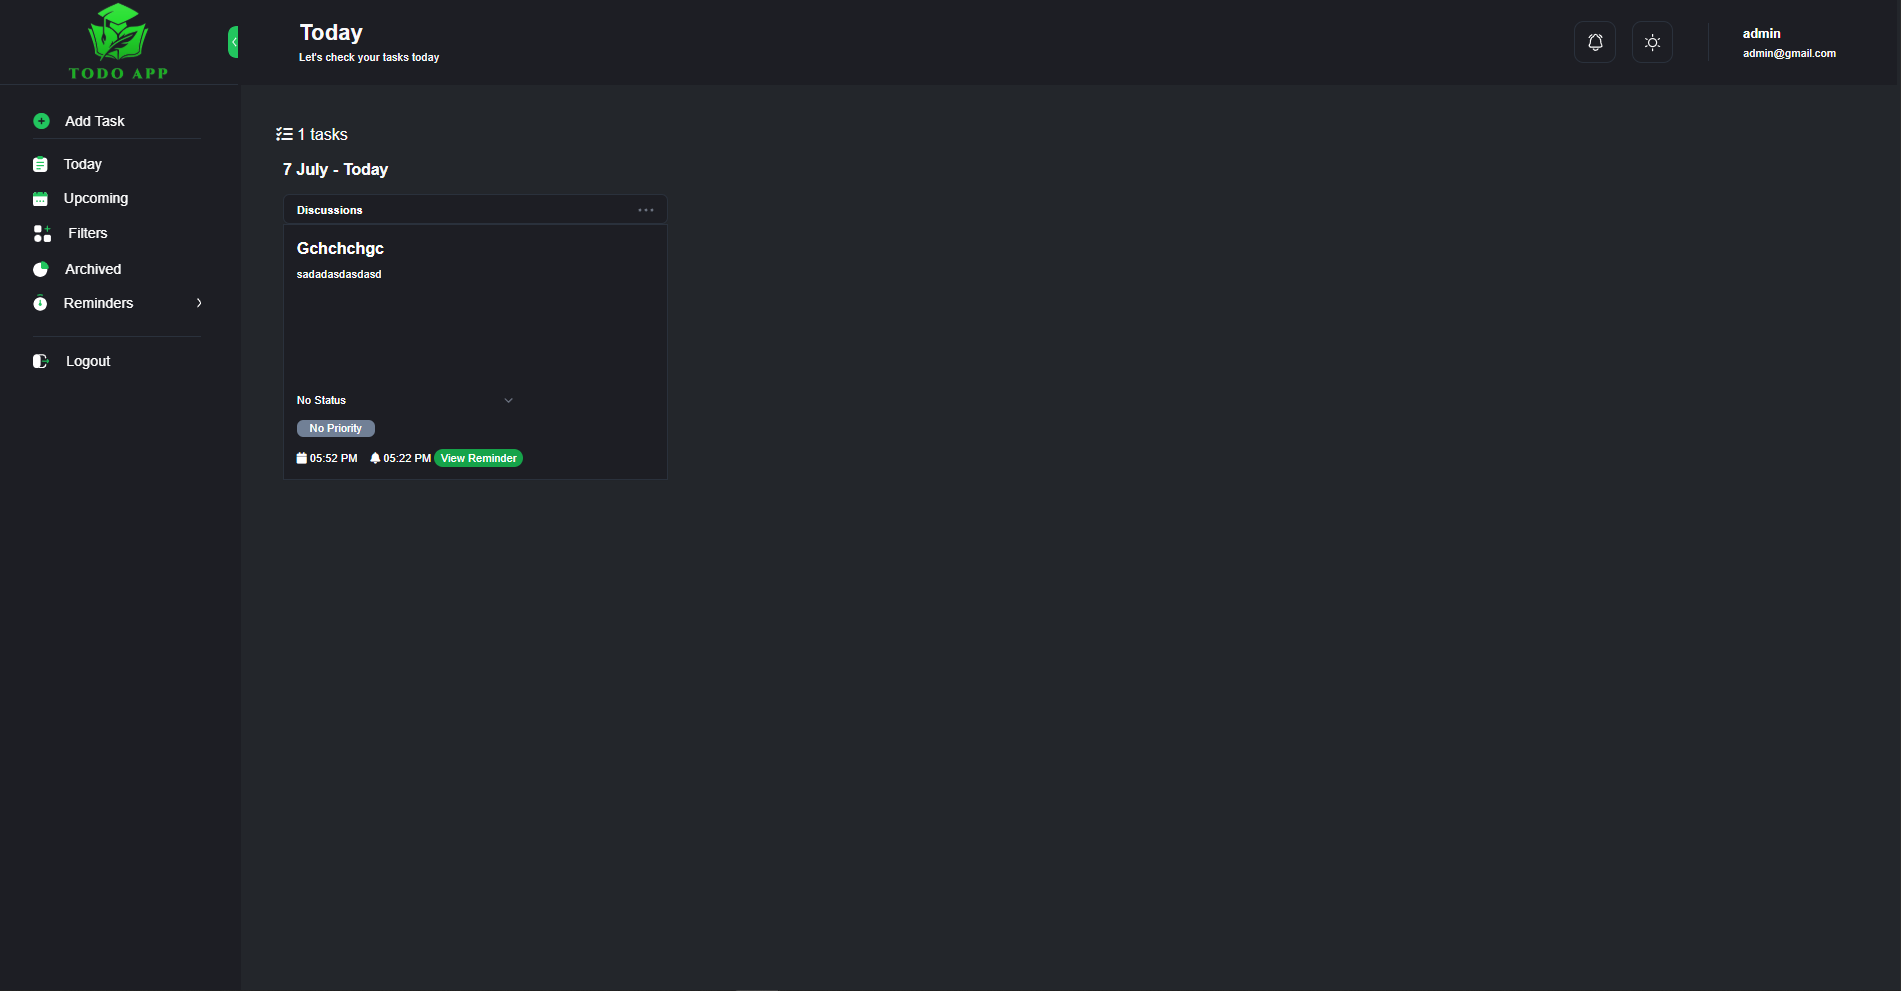 TODO APP
Today
Let's check your tasks today
admin
admin@gmail.com
Add Task
Today
Upcoming
Filters
Archived
Reminders
Logout
1 tasks
7 July - Today
Discussions
Gchchchgc
sadadasdasdasd
No Status
No Priority
05:52 PM 05:22 PM View Reminder